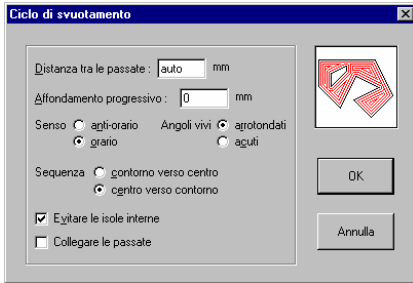 Ciclo di svuotamento
Distanza tra le passate : auto mm
Affondamento progressivo : 0 mm
Senso anti-orario Angoli vivi arrotondati
orario acuti
Sequenza contorno verso centro
centro verso contorno
OK
Evitare le isole interne
Collegare le passate
Annulla